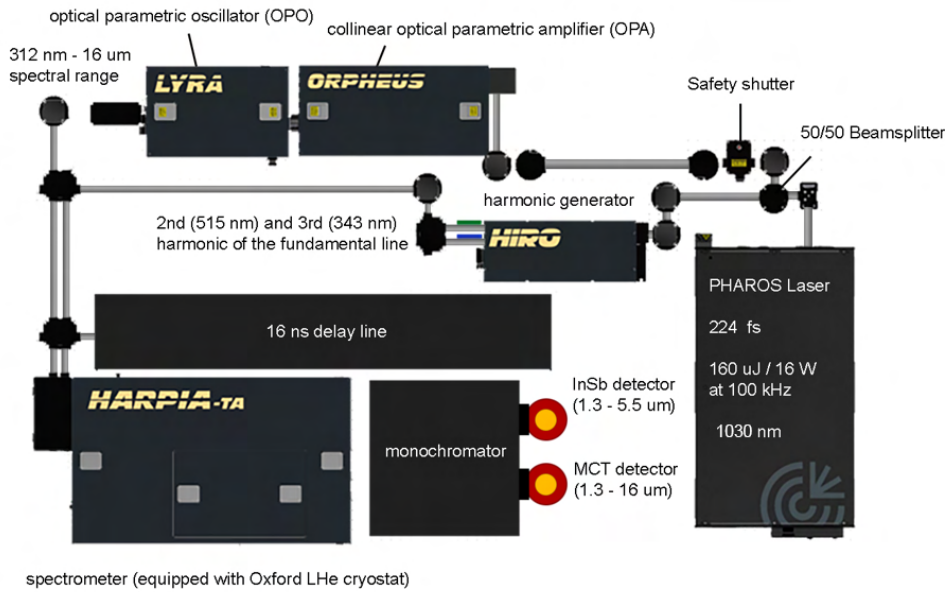 optical parametric oscillator (OPO)
collinear optical parametric amplifier (OPA)
312 nm - 16 um
spectral range
LYRA
ORPHEUS
Safety shutter
50/50 Beamsplitter
harmonic generator
2nd (515 nm) and 3rd (343 nm)
harmonic of the fundamental line
HIRO
PHAROS Laser
224 fs
160 uJ / 16 W
at 100 kHz
1030 nm
16 ns delay line
HARPIA-TA
InSb detector
(1.3 - 5.5 um)
monochromator
MCT detector
(1.3 - 16 um)
spectrometer (equipped with Oxford LHe cryostat)